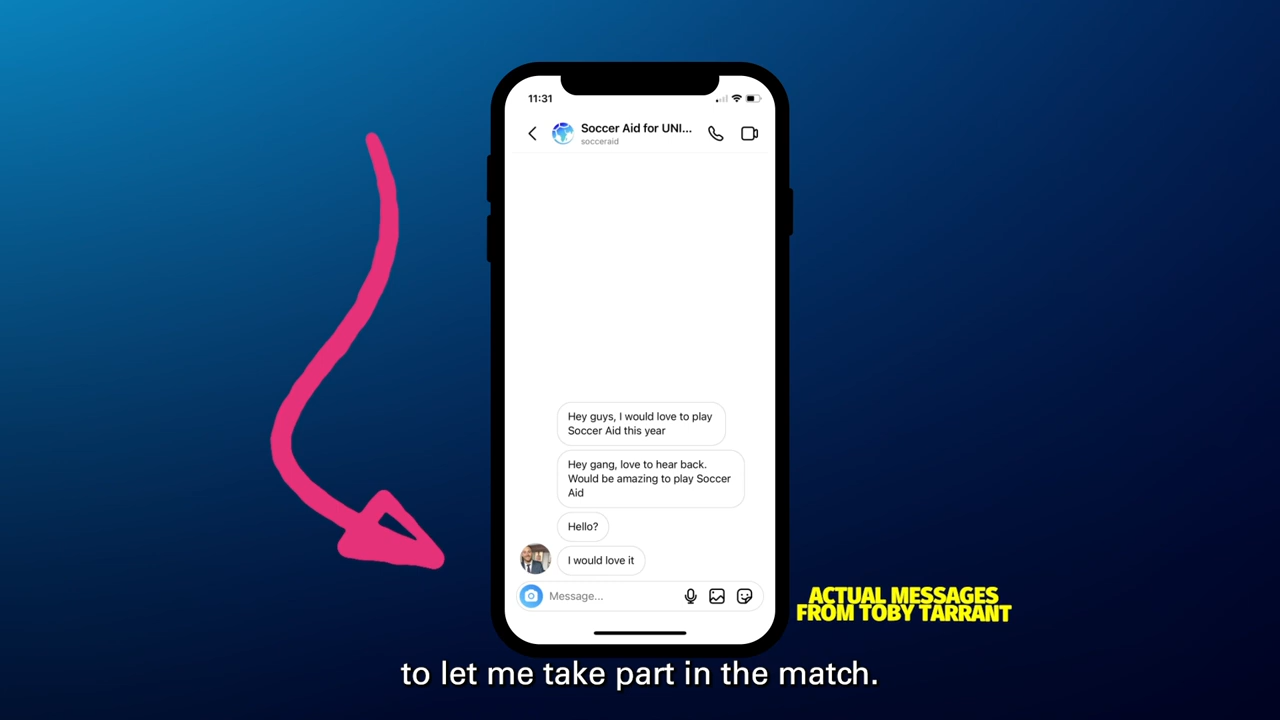 11:31
Soccer Aid for UNI...
socceraid
Hey guys, I would love to play
Soccer Aid this year
Hey gang, love to hear back.
Would be amazing to play Soccer
Aid
Hello?
I would love it
Message...
ACTUAL MESSAGES
FROM TOBY TARRANT
to let me take part in the match.